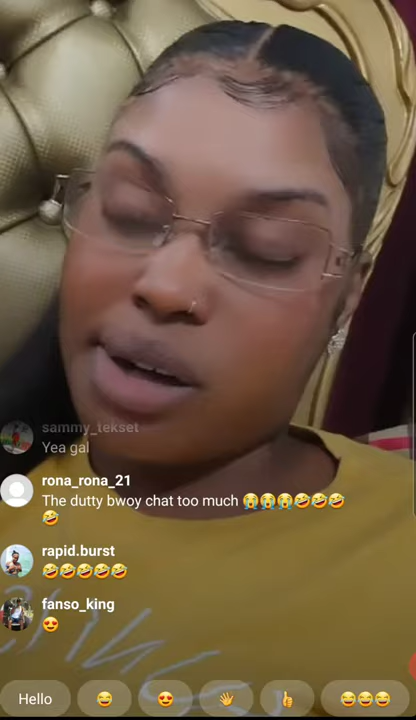 sammy_tekset
Yea gal
rona_rona_21
The dutty bwoy chat too much 😭😭😭🤣🤣🤣
🤣
rapid.burst
🤣🤣🤣🤣🤣
fanso_king
😍
Hello 😂 😍 👋 👍 😂😂😂